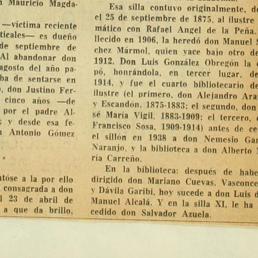 n Mauricio Magda-
—víctima reciente
ticales— es dueño
de septiembre de
Al abandonar don
agosto del año pa-
aba de sentarse en
o, don Justino Fer-
cinco años —de
por el padre Al-
y desde esa fe-
n Antonio Gómez
ntóse a la por ello
consagrada a don
l 23 de abril de
a que da brillo,
Esa silla contuvo originalmente, de
el 25 de septiembre de 1875, al ilustre
mático con Rafael Angel de la Peña.
llecido en 1906, la heredó don Manuel S
chez Mármol, quien yace bajo otro de
1912. Don Luis González Obregón la o
pó, honrándola, en tercer lugar, de
1914, y fue el cuarto bibliotecario de
ilustre el primero, don Alejandro Ara
y Escandón, 1875-1883; el segundo, don
sé María Vigil, 1883-1909; el tercero, d
Francisco Sosa, 1909-1914) antes de ce
el sillón en 1938 a don Nemesio Gar
Naranjo, y la biblioteca a don Alberto M
ría Carreño.
En la biblioteca: después de habe
dirigido don Mariano Cuevas, Vasconce
y Dávila Garibi, hoy sucede a don Luis d
Manuel Alcalá. Y en la silla XI, le ha
cedido don Salvador Azuela.